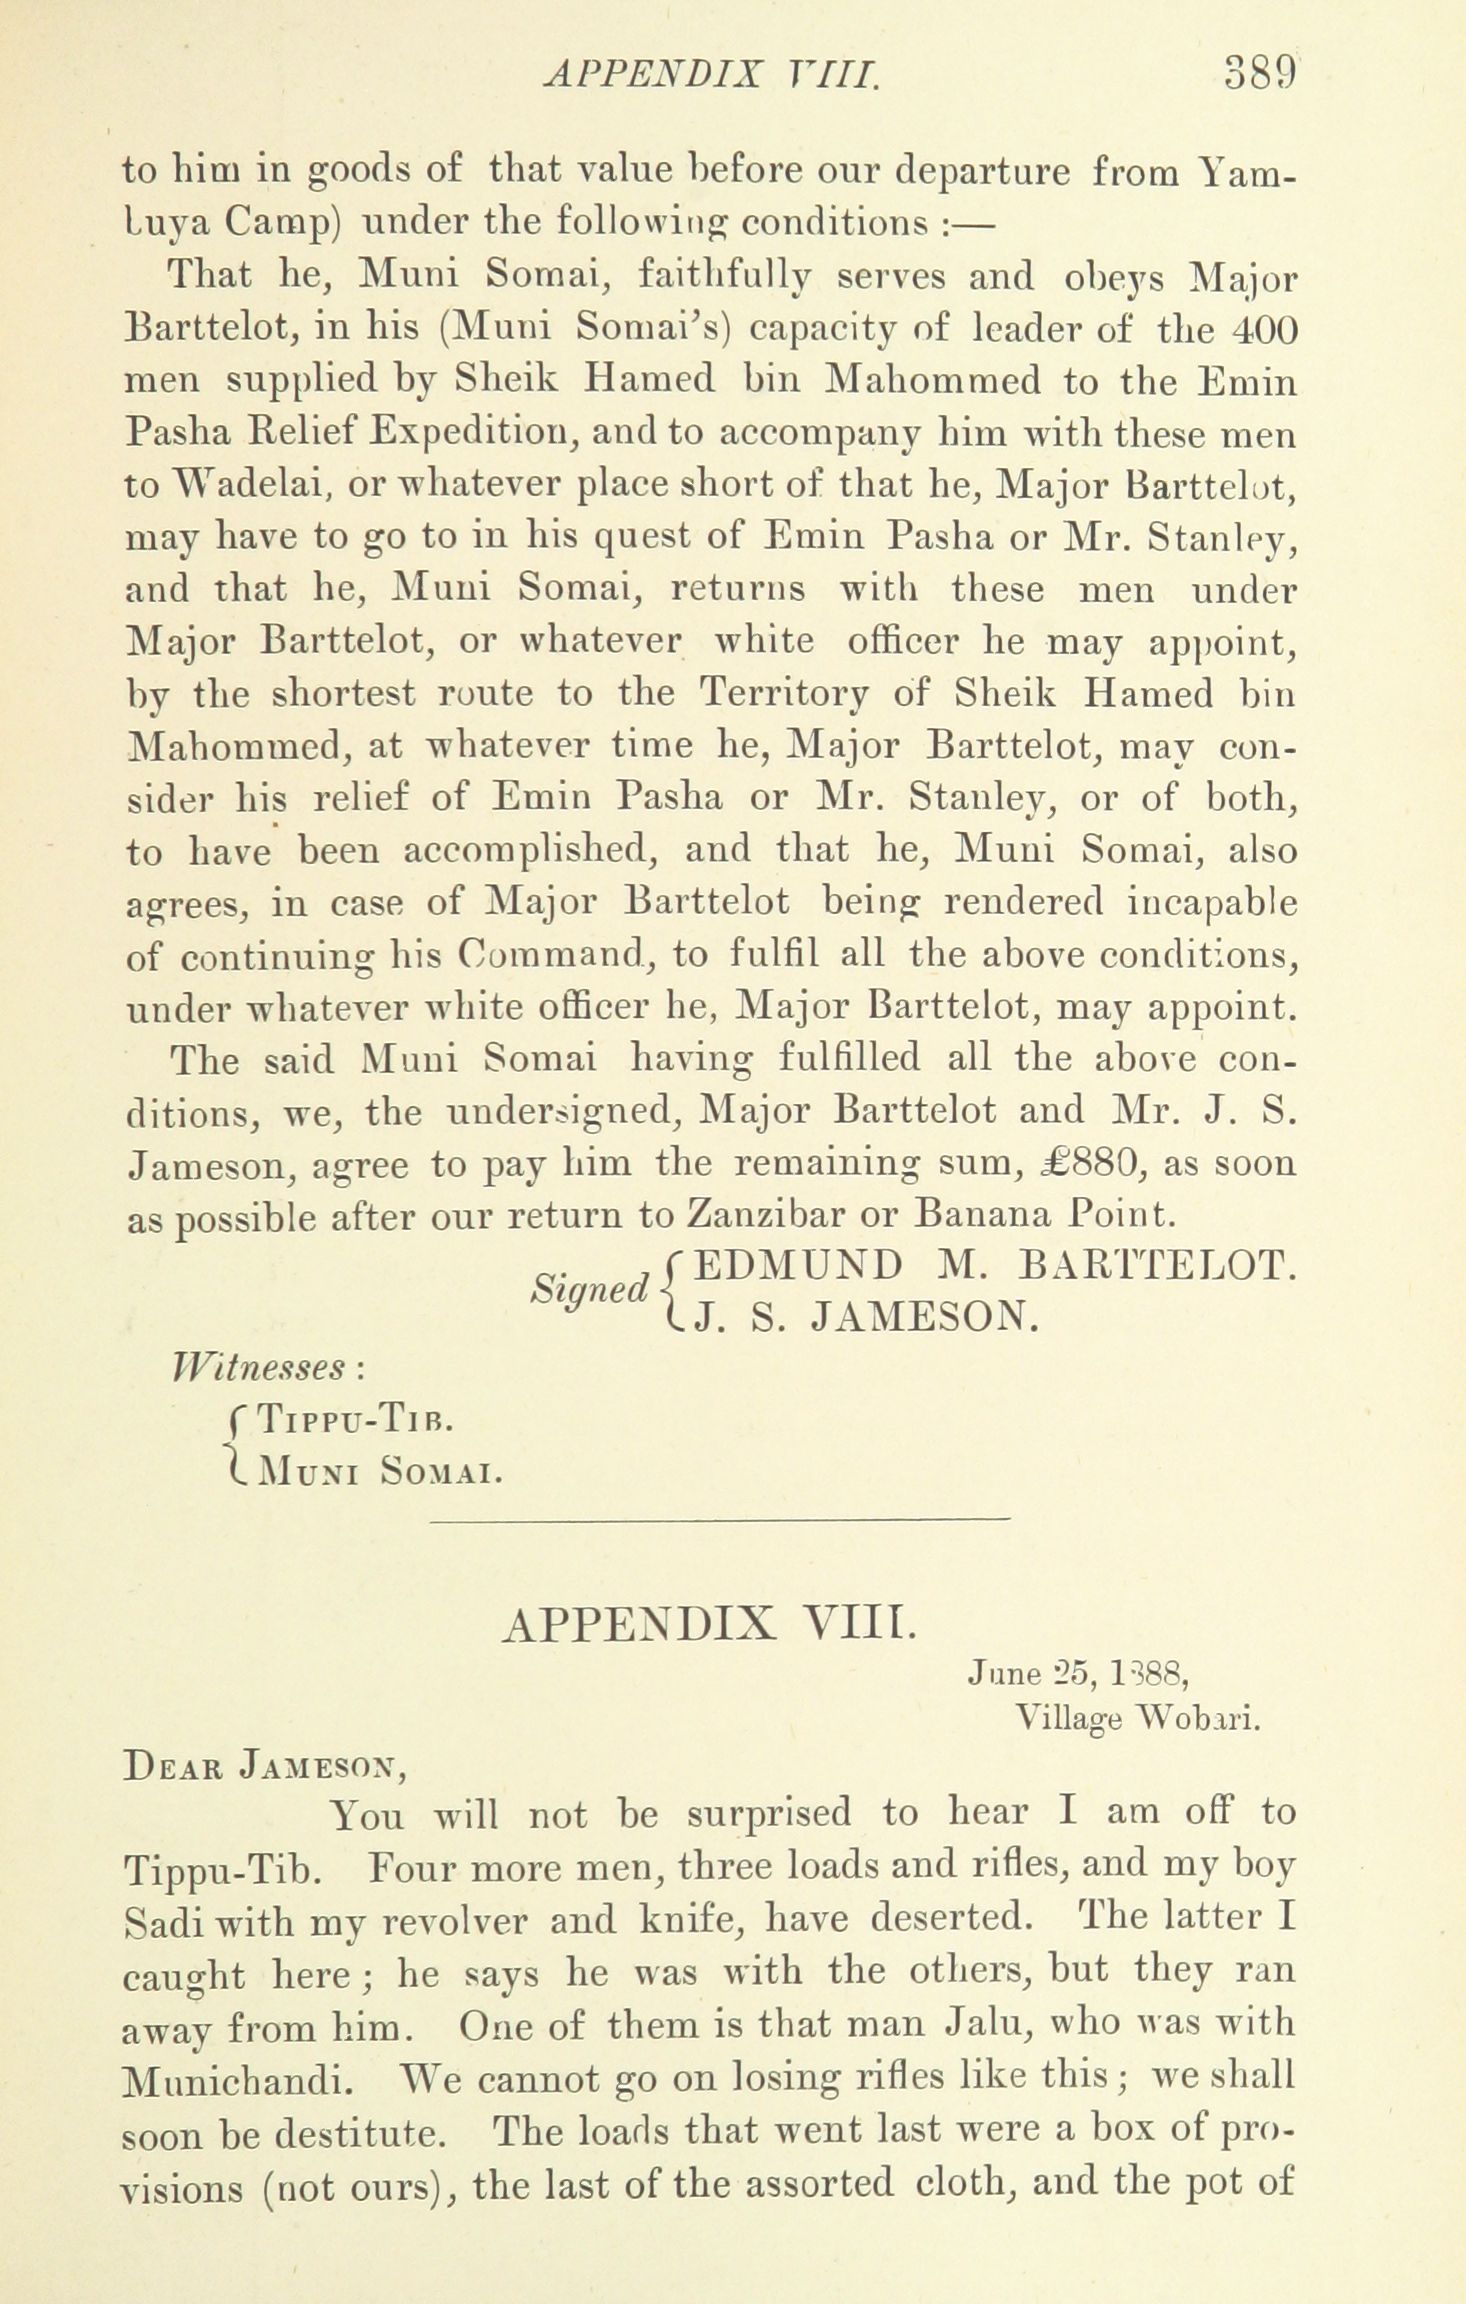 APPENDIX VIII. 389
to him in goods of that value before our departure from Yam-
buya Camp) under the following conditions :—
That he, Muni Somai, faithfully serves and obeys Major
Barttelot, in his (Muni Somai's) capacity of leader of the 400
men supplied by Sheik Hamed bin Mahommed to the Emin
Pasha Relief Expedition, and to accompany him with these men
to Wadelai, or whatever place short of that he, Major Barttelot,
may have to go to in his quest of Emin Pasha or Mr. Stanley,
and that he, Muni Somai, returns with these men under
Major Barttelot, or whatever white officer he may appoint,
by the shortest route to the Territory of Sheik Hamed bin
Mahommed, at whatever time he, Major Barttelot, may con-
sider his relief of Emin Pasha or Mr. Stanley, or of both,
to have been accomplished, and that he, Muni Somai, also
agrees, in case of Major Barttelot being rendered incapable
of continuing his Command, to fulfil all the above conditions,
under whatever white officer he, Major Barttelot, may appoint.
The said Muni Somai having fulfilled all the above con-
ditions, we, the undersigned, Major Barttelot and Mr. J. S.
Jameson, agree to pay him the remaining sum, £880, as soon
as possible after our return to Zanzibar or Banana Point.
Signed { EDMUND M. BARTTELOT.
J. S. JAMESON.
Witnesses :
{ TIPPU-TIB.
MUNI SOMAI.
APPENDIX VIII.
June 25, 1888,
Village Wobari.
DEAR JAMESON,
You will not be surprised to hear I am off to
Tippu-Tib. Four more men, three loads and rifles, and my boy
Sadi with my revolver and knife, have deserted. The latter I
caught here ; he says he was with the others, but they ran
away from him. One of them is that man Jalu, who was with
Munichandi. We cannot go on losing rifles like this ; we shall
soon be destitute. The loads that went last were a box of pro-
visions (not ours), the last of the assorted cloth, and the pot of